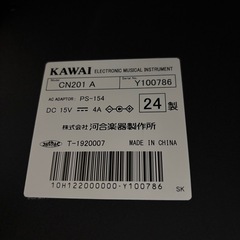 KAWAI ELECTRONIC MUSICAL INSTRUMENT
Model CN201 A Serial No. Y100786
AC ADAPTOR : PS-154
DC 15V 4A
24 製
株式会社 河合楽器製作所
T-1920007 MADE IN CHINA
10H122000000-Y100786
SK